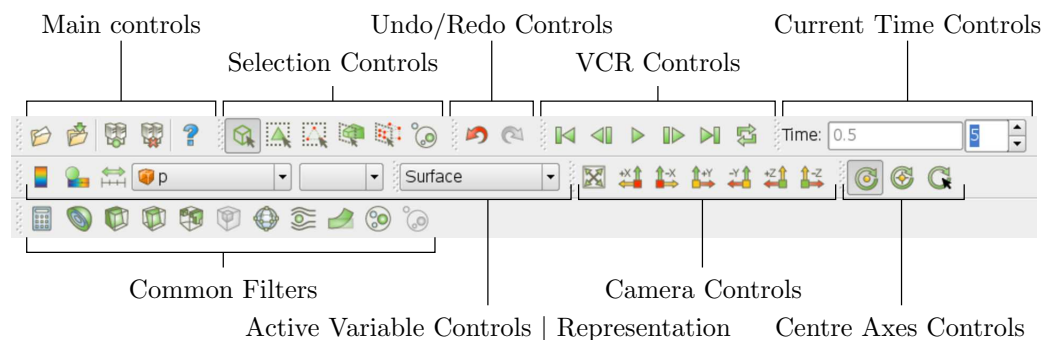 Main controls
Undo/Redo Controls
Current Time Controls
Selection Controls
VCR Controls
Time: 0.5 5
p
Surface
+X -X +Y -Y +Z -Z
Common Filters
Camera Controls
Active Variable Controls | Representation
Centre Axes Controls